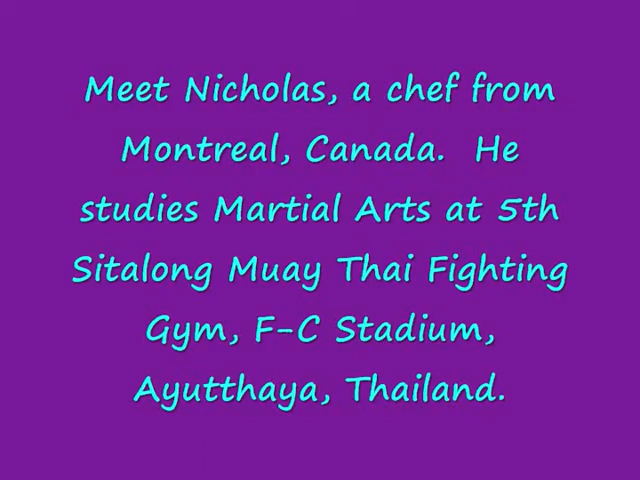 Meet Nicholas, a chef from
Montreal, Canada.  He
studies Martial Arts at 5th
Sitalong Muay Thai Fighting
Gym, F-C Stadium,
Ayutthaya, Thailand.